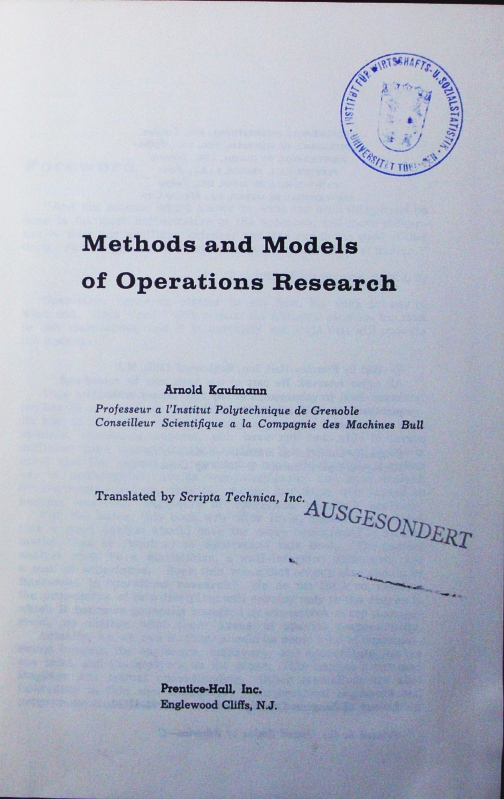 INSTITUT FÜR WIRTSCHAFTS- U. SOZIALSTATISTIK
UNIVERSITÄT TÜBINGEN
Methods and Models
of Operations Research
Arnold Kaufmann
Professeur a l'Institut Polytechnique de Grenoble
Conseilleur Scientifique a la Compagnie des Machines Bull
Translated by Scripta Technica, Inc.
AUSGESONDERT
Prentice-Hall, Inc.
Englewood Cliffs, N.J.